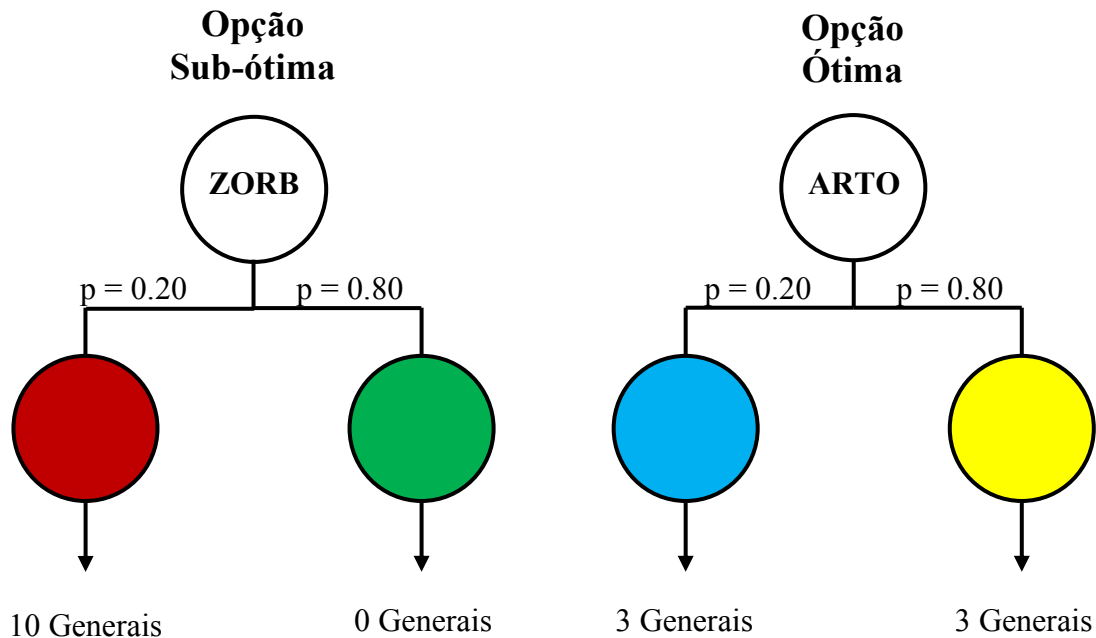 Opção
Sub-ótima
Opção
Ótima
ZORB
ARTO
p = 0.20
p = 0.80
p = 0.20
p = 0.80
10 Generais
0 Generais
3 Generais
3 Generais